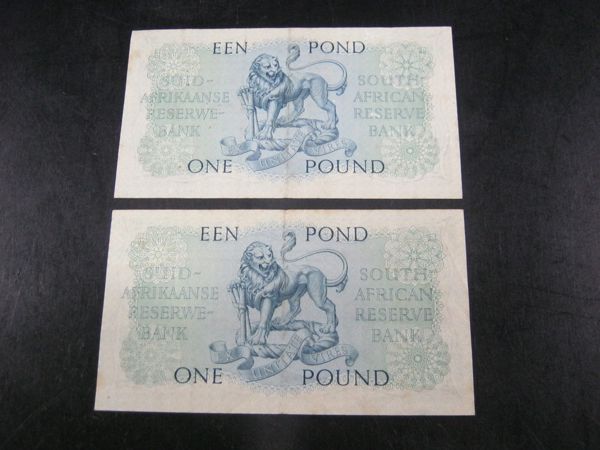 EEN POND
SUID-
AFRIKAANSE
RESERWE-
BANK
SOUTH
AFRICAN
RESERVE
BANK
ONE POUND
EEN POND
SUID-
AFRIKAANSE
RESERWE-
BANK
SOUTH
AFRICAN
RESERVE
BANK
VIRES
ONE POUND